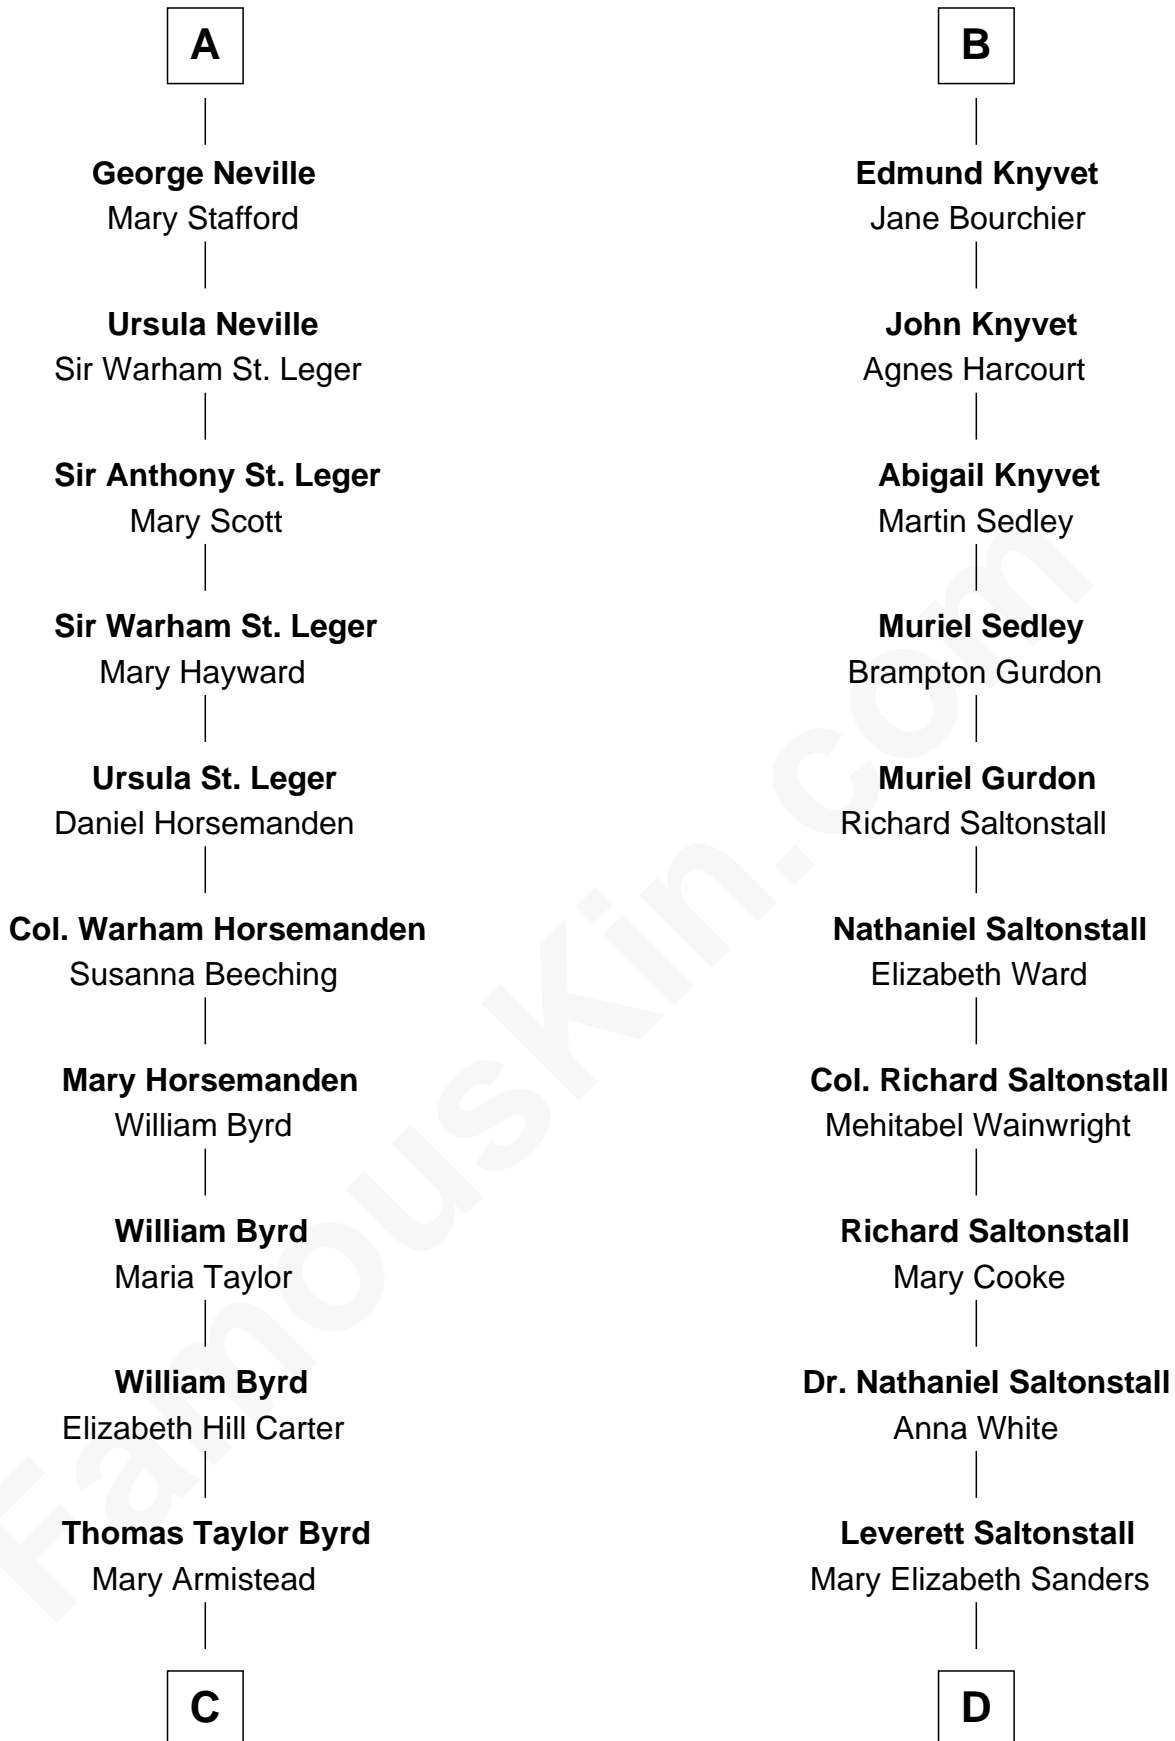 A
George Neville
Mary Stafford
Ursula Neville
Sir Warham St. Leger
Sir Anthony St. Leger
Mary Scott
Sir Warham St. Leger
Mary Hayward
Ursula St. Leger
Daniel Horsemanden
Col. Warham Horsemanden
Susanna Beeching
Mary Horsemanden
William Byrd
William Byrd
Maria Taylor
William Byrd
Elizabeth Hill Carter
Thomas Taylor Byrd
Mary Armistead
C
B
Edmund Knyvet
Jane Bourchier
John Knyvet
Agnes Harcourt
Abigail Knyvet
Martin Sedley
Muriel Sedley
Brampton Gurdon
Muriel Gurdon
Richard Saltonstall
Nathaniel Saltonstall
Elizabeth Ward
Col. Richard Saltonstall
Mehitabel Wainwright
Richard Saltonstall
Mary Cooke
Dr. Nathaniel Saltonstall
Anna White
Leverett Saltonstall
Mary Elizabeth Sanders
D
FamousKin.com